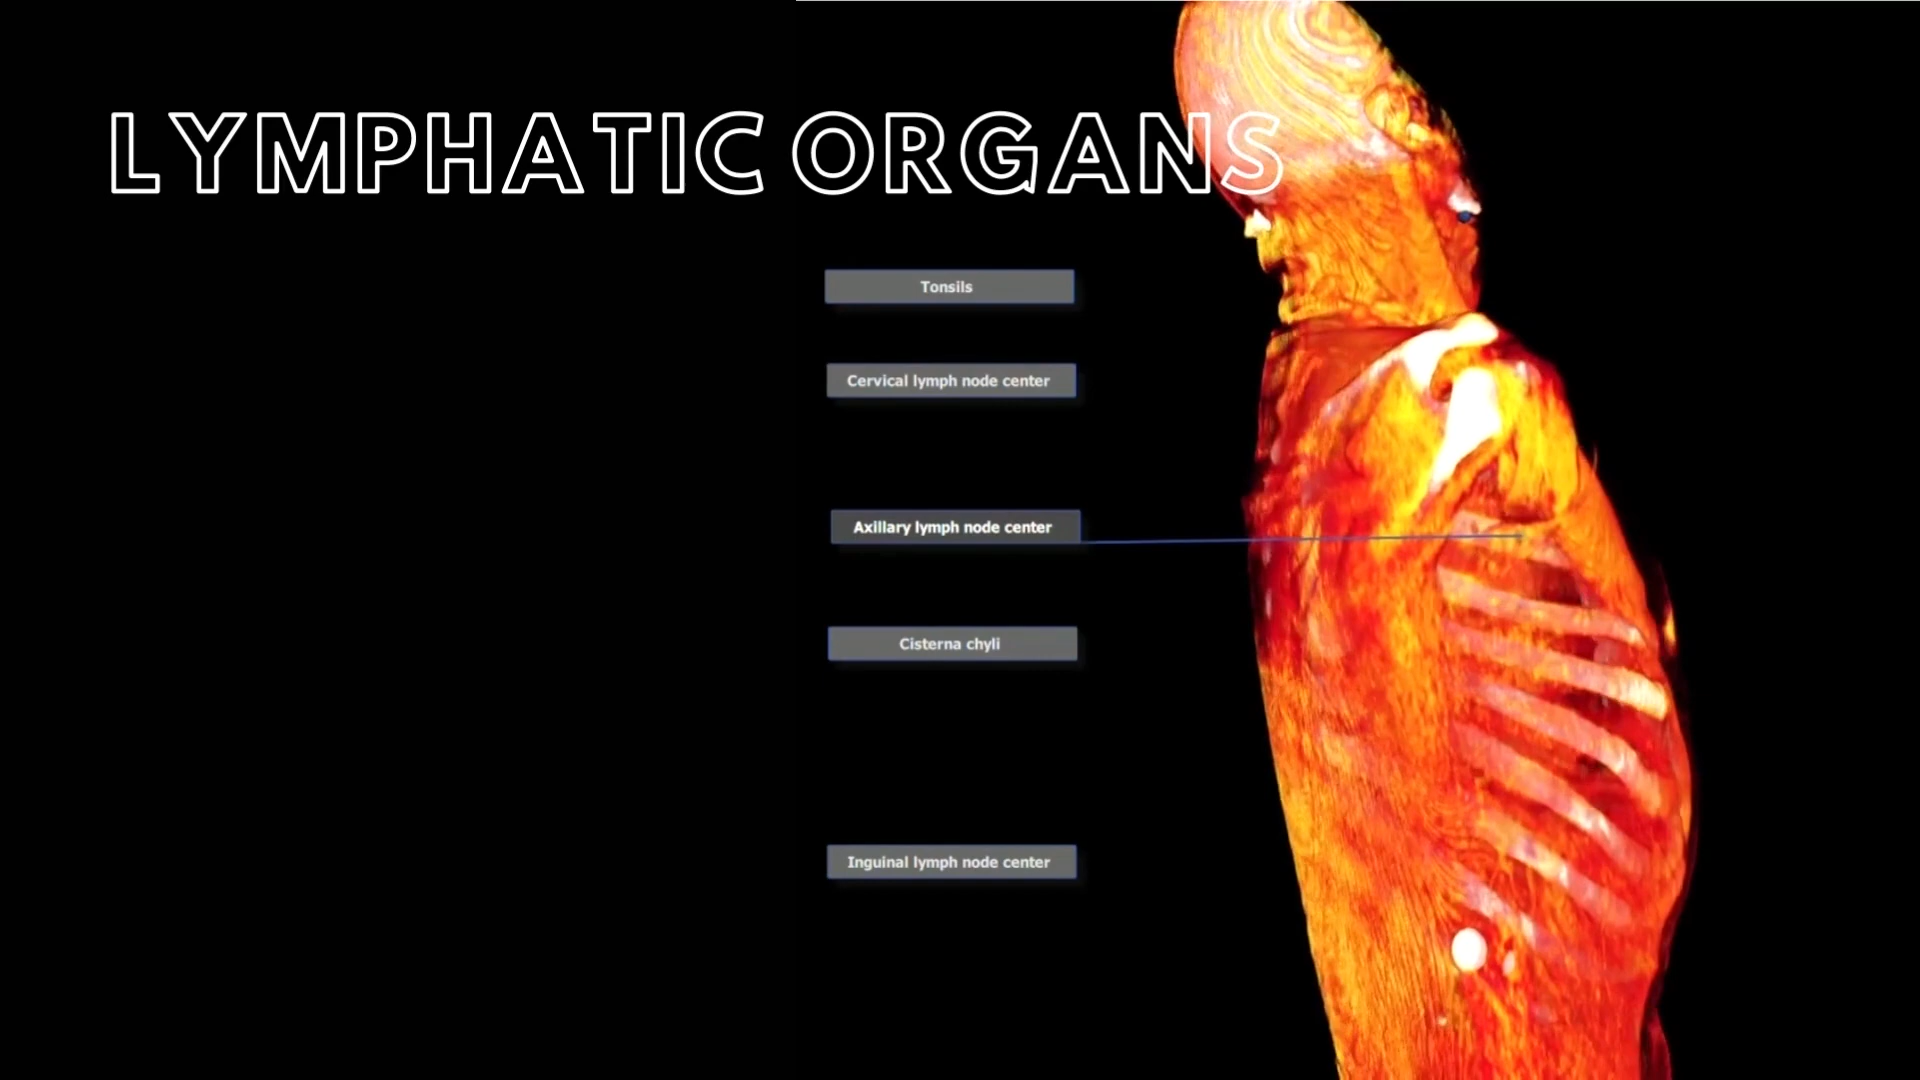 LYMPHATIC ORGANS
Tonsils
Cervical lymph node center
Axillary lymph node center
Cisterna chyli
Inguinal lymph node center